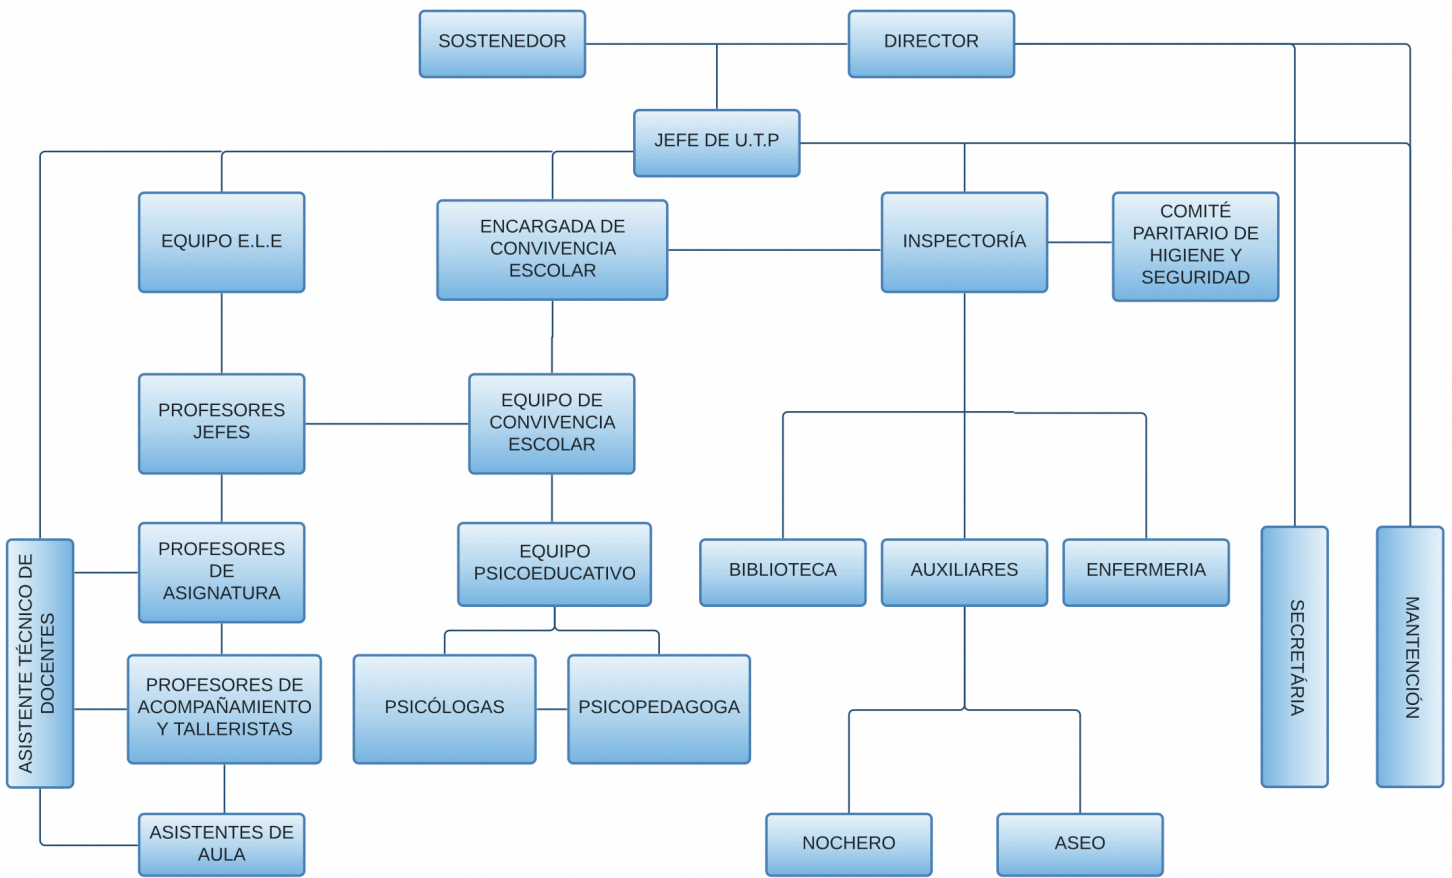 SOSTENEDOR
DIRECTOR
JEFE DE U.T.P
EQUIPO E.L.E
ENCARGADA DE
CONVIVENCIA
ESCOLAR
INSPECTORÍA
COMITÉ
PARITARIO DE
HIGIENE Y
SEGURIDAD
PROFESORES
JEFES
EQUIPO DE
CONVIVENCIA
ESCOLAR
ASISTENTE TÉCNICO DE
DOCENTES
PROFESORES
DE
ASIGNATURA
EQUIPO
PSICOEDUCATIVO
BIBLIOTECA
AUXILIARES
ENFERMERIA
SECRETÁRIA
MANTENCIÓN
PROFESORES DE
ACOMPAÑAMIENTO
Y TALLERISTAS
PSICÓLOGAS
PSICOPEDAGOGA
ASISTENTES DE
AULA
NOCHERO
ASEO